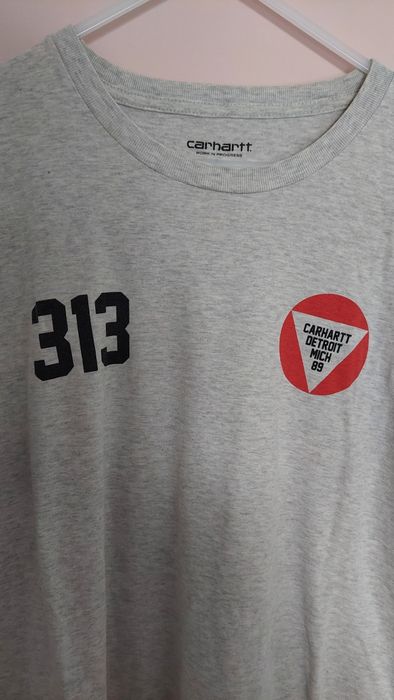 carhartt
WORK IN PROGRESS
313
CARHARTT
DETROIT
MICH
89